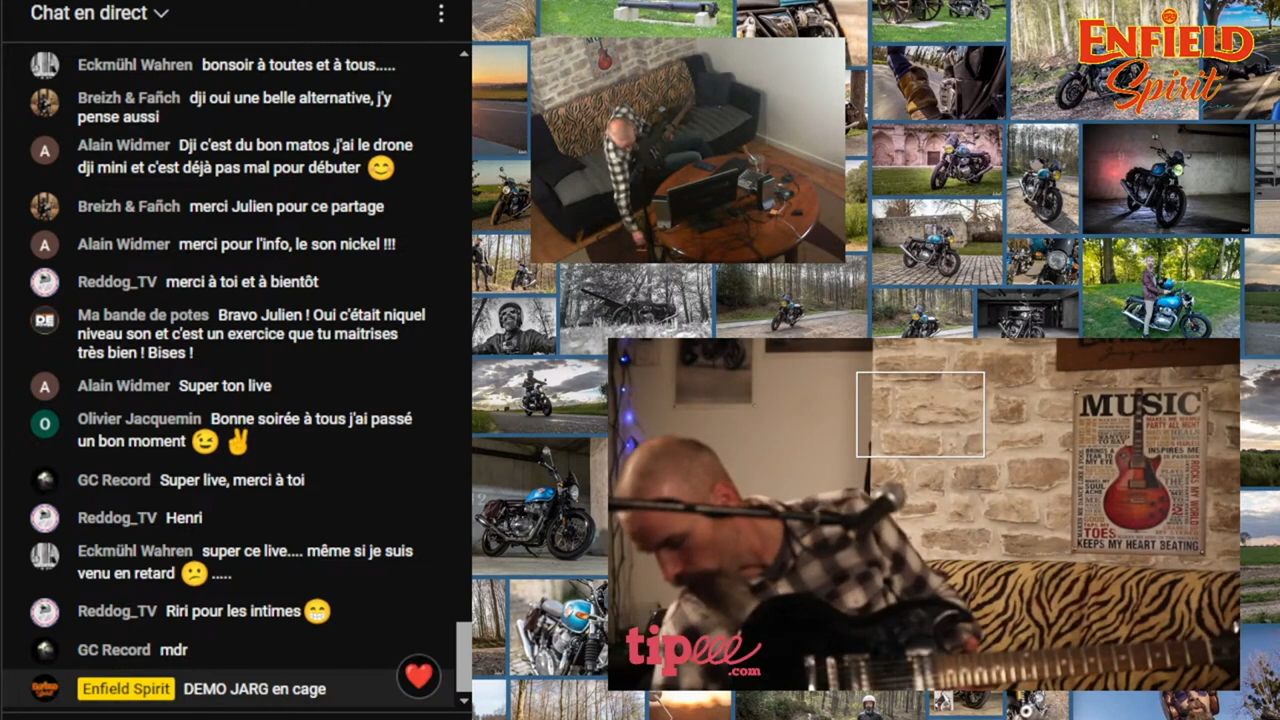 Chat en direct
Eckmühl Wahren bonsoir à toutes et à tous.....
Breizh & Fañch dji oui une belle alternative, j'y
pense aussi
A Alain Widmer Dji c'est du bon matos ,j'ai le drone
dji mini et c'est déjà pas mal pour débuter 😊
Breizh & Fañch merci Julien pour ce partage
A Alain Widmer merci pour l'info, le son nickel !!!
Reddog_TV merci à toi et à bientôt
Ma bande de potes Bravo Julien ! Oui c'était niquel
niveau son et c'est un exercice que tu maitrises
très bien ! Bises !
A Alain Widmer Super ton live
O Olivier Jacquemin Bonne soirée à tous j'ai passé
un bon moment 😉 ✌
GC Record Super live, merci à toi
Reddog_TV Henri
Eckmühl Wahren super ce live.... même si je suis
venu en retard 😕 .....
Reddog_TV Riri pour les intimes 😁
GC Record mdr
Enfield Spirit DEMO JARG en cage
ENFIELD
Spirit
MUSIC
PARTY ALL NIGHT
INSPIRES ME
TOES
KEEPS MY HEART BEATING
tipeee
.com